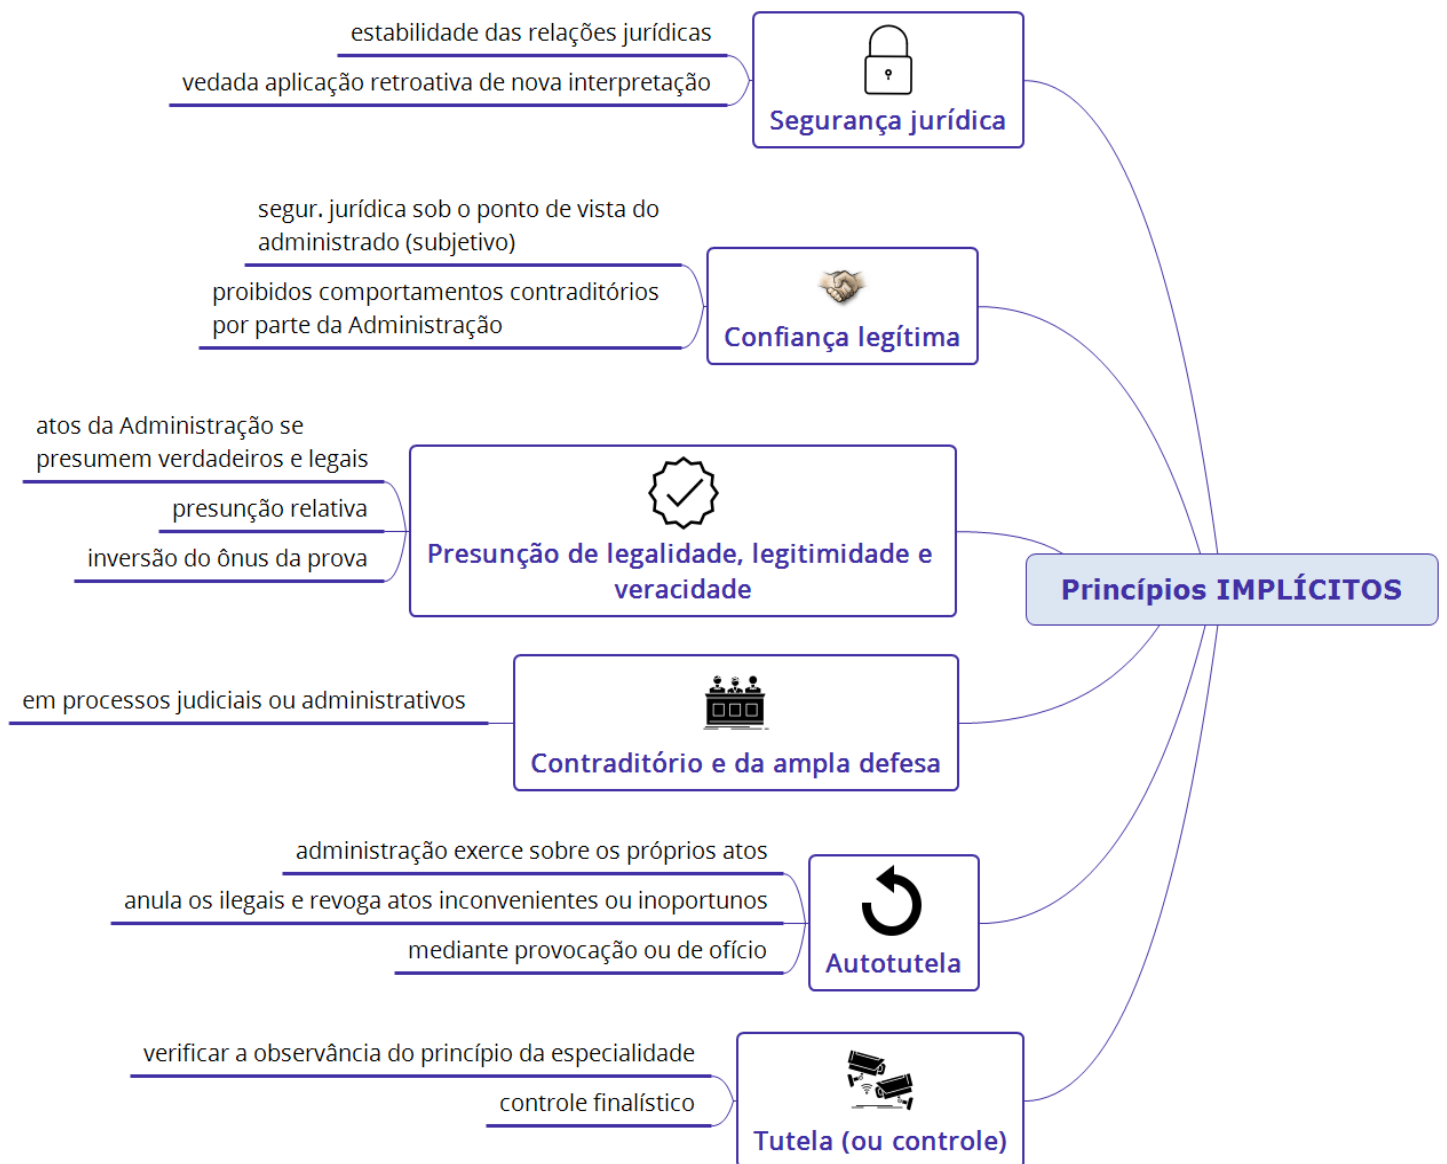 estabilidade das relações jurídicas
vedada aplicação retroativa de nova interpretação
Segurança jurídica
segur. jurídica sob o ponto de vista do
administrado (subjetivo)
proibidos comportamentos contraditórios
por parte da Administração
Confiança legítima
atos da Administração se
presumem verdadeiros e legais
presunção relativa
inversão do ônus da prova
Presunção de legalidade, legitimidade e
veracidade
Princípios IMPLÍCITOS
em processos judiciais ou administrativos
Contraditório e da ampla defesa
administração exerce sobre os próprios atos
anula os ilegais e revoga atos inconvenientes ou inoportunos
mediante provocação ou de ofício
Autotutela
verificar a observância do princípio da especialidade
controle finalístico
Tutela (ou controle)